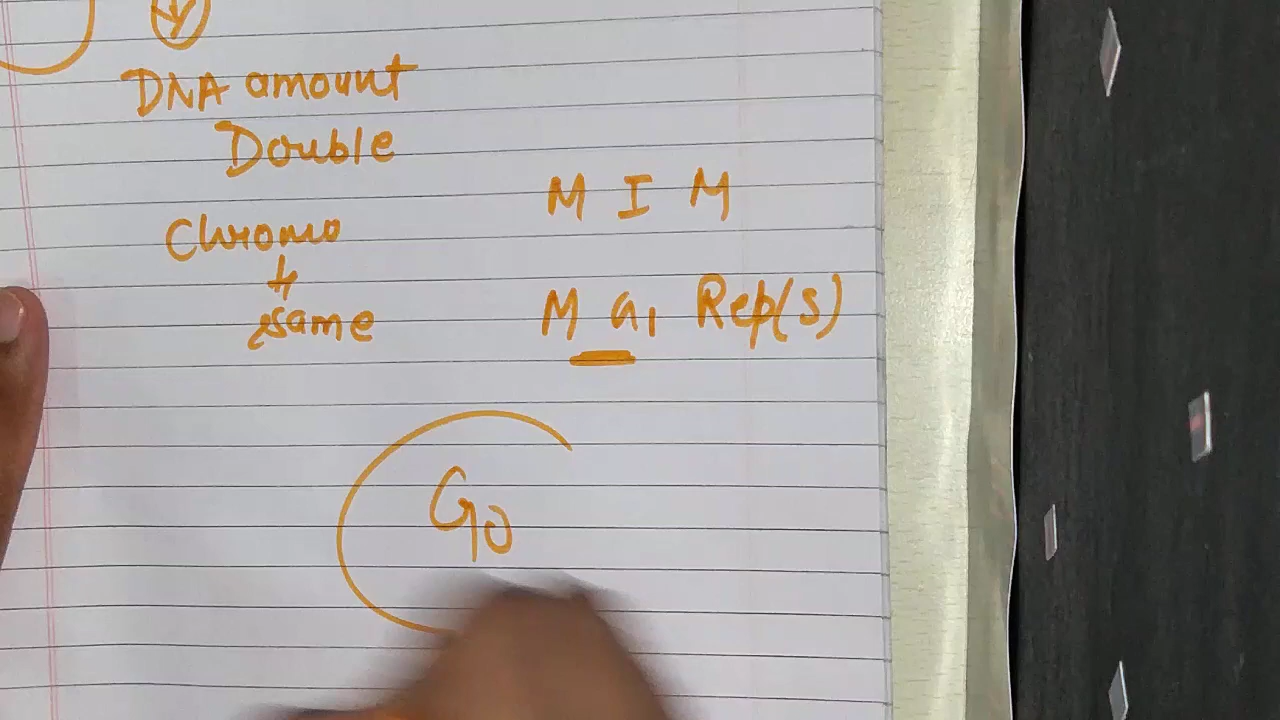 DNA amount
Double
Chromo
same
M I M
M G1 Rep(s)
G0